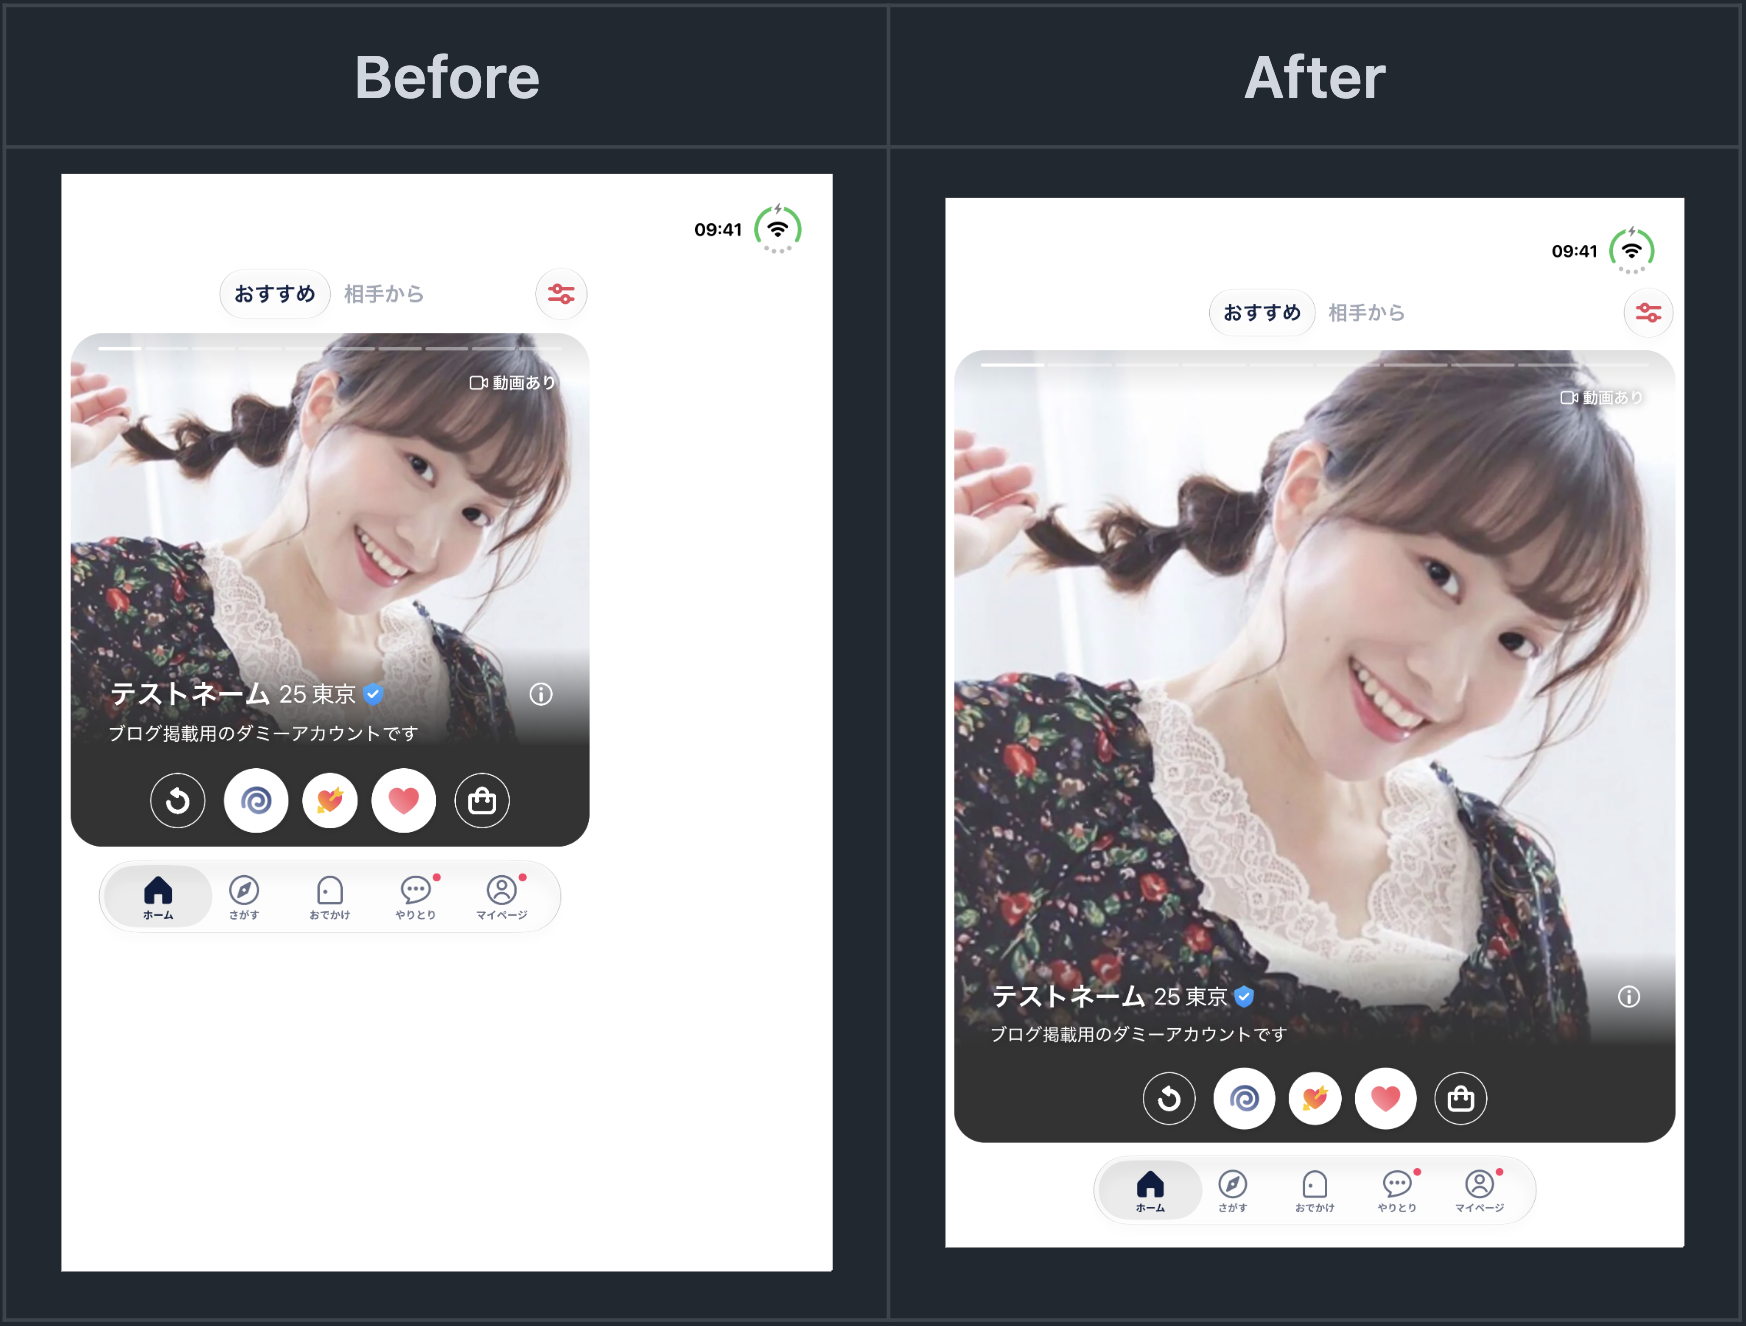 Before
After
09:41
おすすめ 相手から
動画あり
テストネーム 25 東京
ブログ掲載用のダミーアカウントです
ホーム さがす おでかけ やりとり マイページ
09:41
おすすめ 相手から
動画あり
テストネーム 25 東京
ブログ掲載用のダミーアカウントです
ホーム さがす おでかけ やりとり マイページ